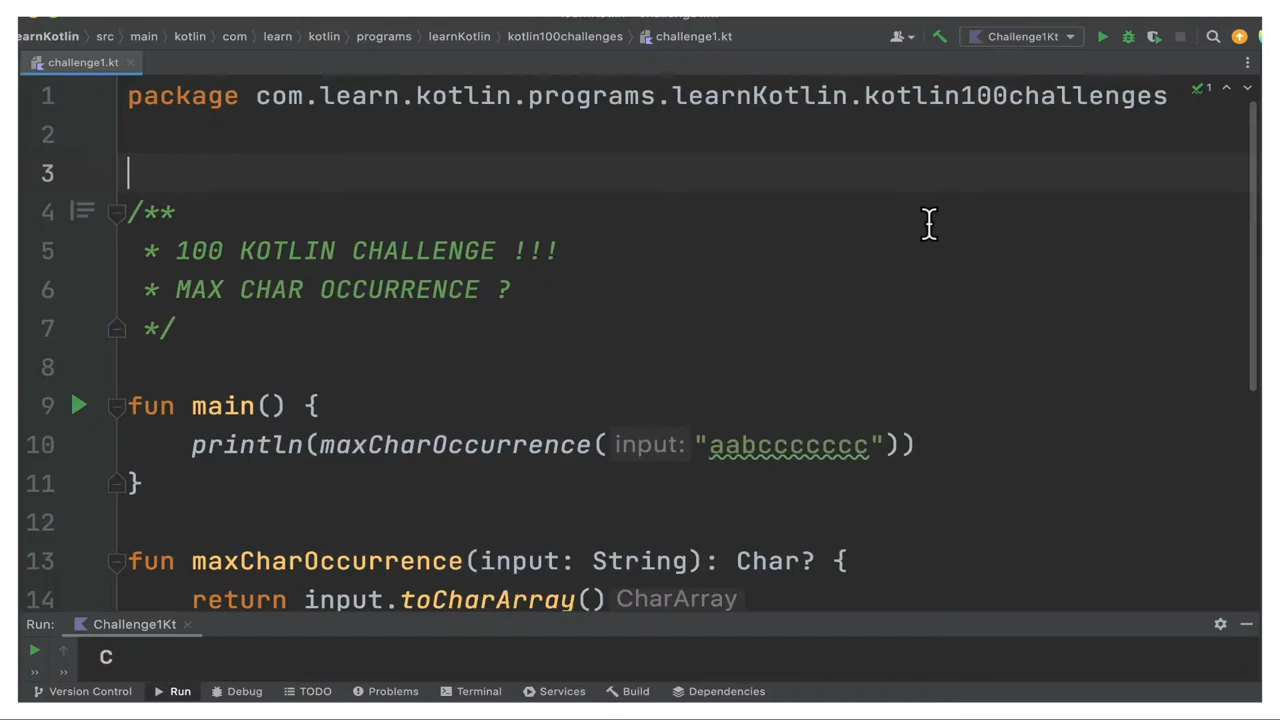 earnKotlin src main kotlin com learn kotlin programs learnKotlin kotlin100challenges challenge1.kt Challenge1Kt
challenge1.kt
1 package com.learn.kotlin.programs.learnKotlin.kotlin100challenges 1
2
3
4 /**
5 * 100 KOTLIN CHALLENGE !!!
6 * MAX CHAR OCCURRENCE ?
7 */
8
9 fun main() {
10 println(maxCharOccurrence( input: "aabccccccc"))
11 }
12
13 fun maxCharOccurrence(input: String): Char? {
14 return input.toCharArray() CharArray
Run: Challenge1Kt
c
Version Control Run Debug TODO Problems Terminal Services Build Dependencies